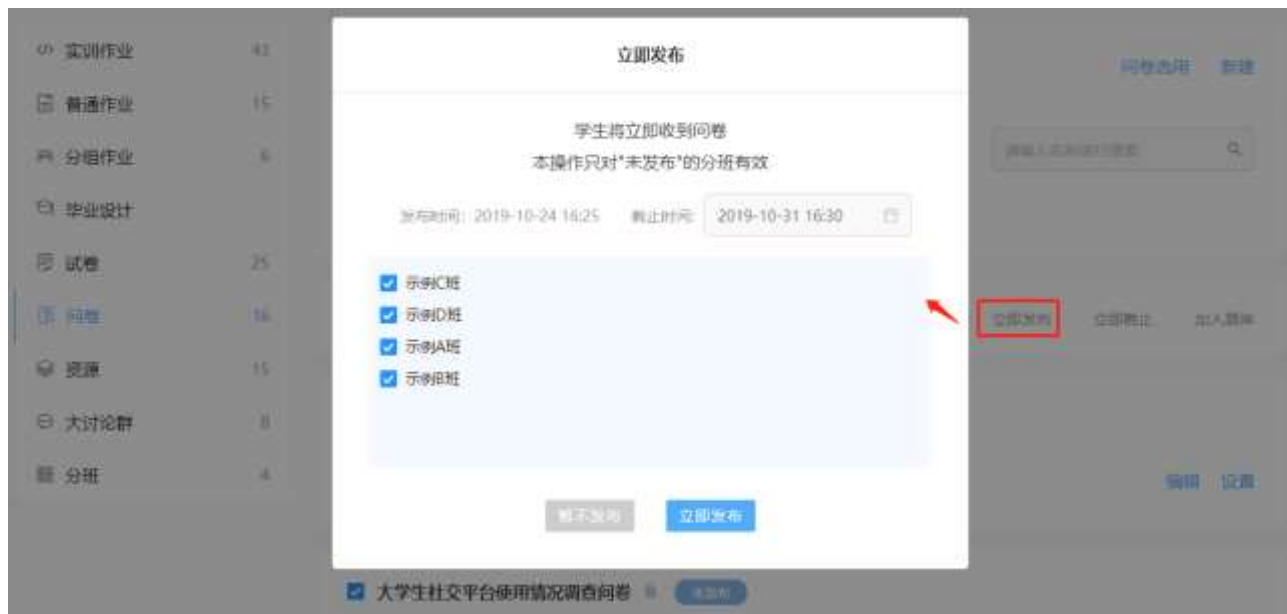 实训作业 43
普通作业 15
分组作业 6
毕业设计
试卷 25
问卷 16
资源 15
大讨论群 8
分班 4
立即发布
学生将立即收到问卷
本操作只对"未发布"的分班有效
发布时间：2019-10-24 16:25 截止时间： 2019-10-31 16:30
示例C班
示例D班
示例A班
示例B班
暂不发布 立即发布
问卷选用 新建
立即发布 立即截止 加入题库
编辑 设置
大学生社交平台使用情况调查问卷 未发布